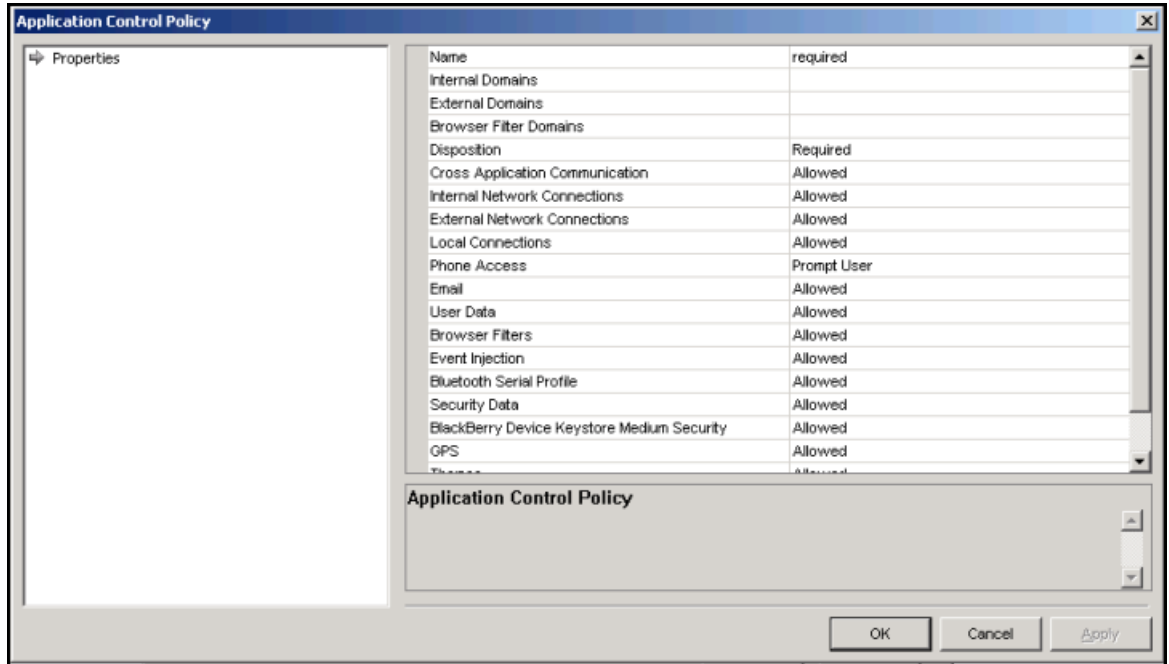 Application Control Policy
Properties
Name required
Internal Domains
External Domains
Browser Filter Domains
Disposition Required
Cross Application Communication Allowed
Internal Network Connections Allowed
External Network Connections Allowed
Local Connections Allowed
Phone Access Prompt User
Email Allowed
User Data Allowed
Browser Filters Allowed
Event Injection Allowed
Bluetooth Serial Profile Allowed
Security Data Allowed
BlackBerry Device Keystore Medium Security Allowed
GPS Allowed
Themes Allowed
Application Control Policy
OK Cancel Apply